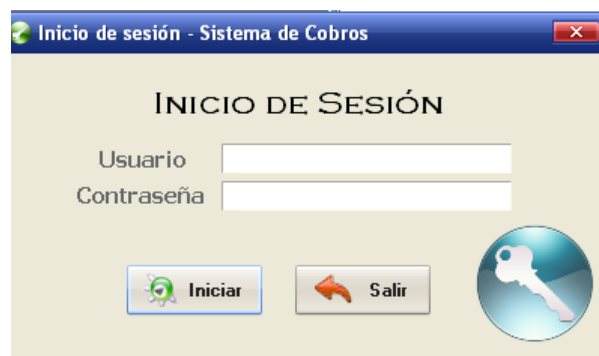 Inicio de sesión - Sistema de Cobros
INICIO DE SESIÓN
Usuario
Contraseña
Iniciar Salir